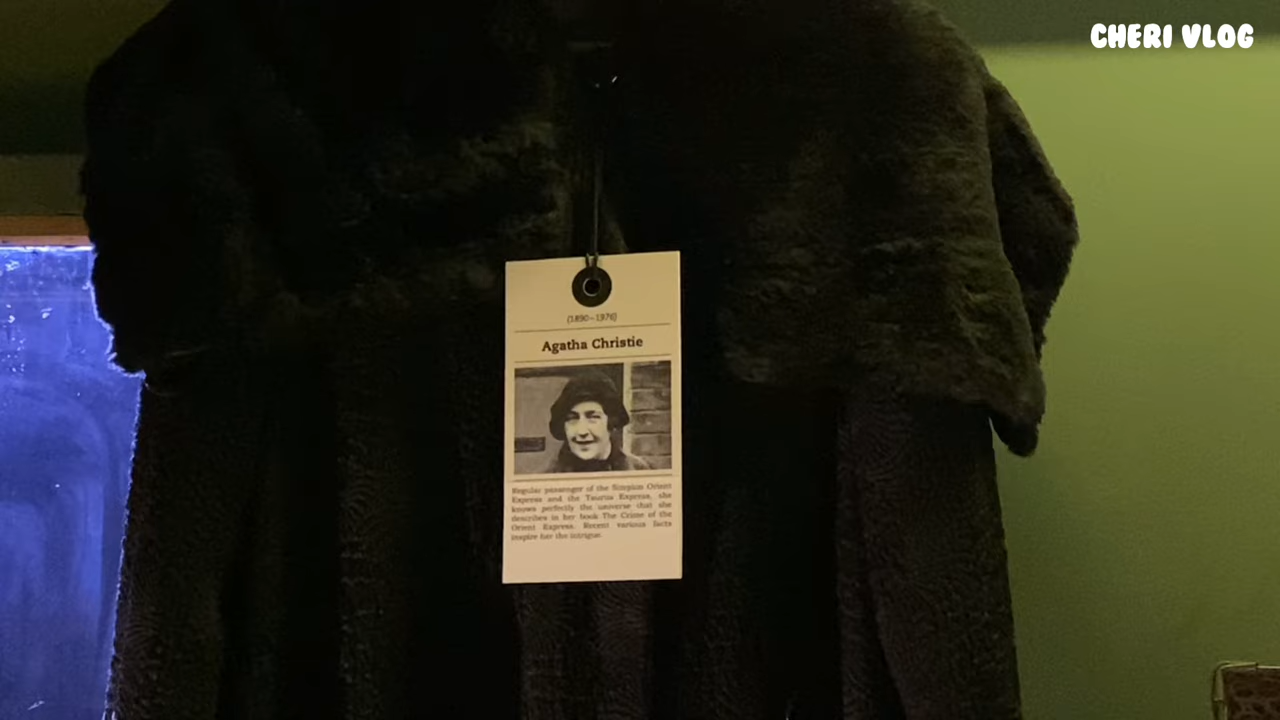 CHERI VLOG
(1890-1976)
Agatha Christie
Regular passenger of the Simplon Orient
Express and the Taurus Express, she
knows perfectly the universe that she
describes in her book The Crime of the
Orient Express. Recent various facts
inspire her the intrigue.